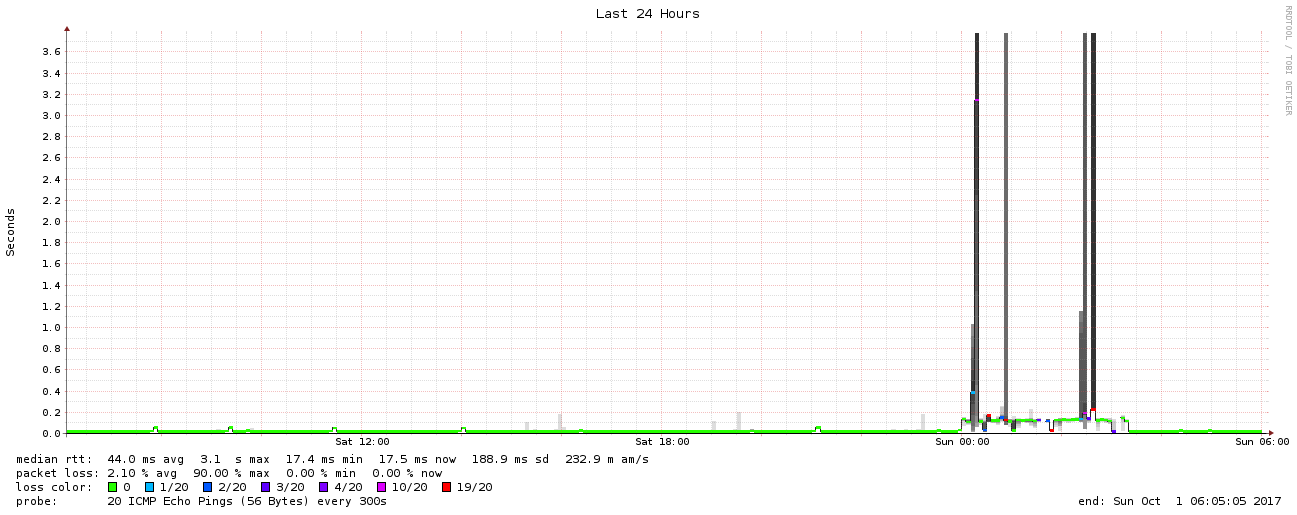 Last 24 Hours
RRDTOOL / TOBI OETIKER
Seconds
3.6
3.4
3.2
3.0
2.8
2.6
2.4
2.2
2.0
1.8
1.6
1.4
1.2
1.0
0.8
0.6
0.4
0.2
0.0
Sat 12:00 Sat 18:00 Sun 00:00 Sun 06:00
median rtt: 44.0 ms avg 3.1 s max 17.4 ms min 17.5 ms now 188.9 ms sd 232.9 m am/s
packet loss: 2.10 % avg 90.00 % max 0.00 % min 0.00 % now
loss color: 0 1/20 2/20 3/20 4/20 10/20 19/20
probe: 20 ICMP Echo Pings (56 Bytes) every 300s end: Sun Oct 1 06:05:05 2017